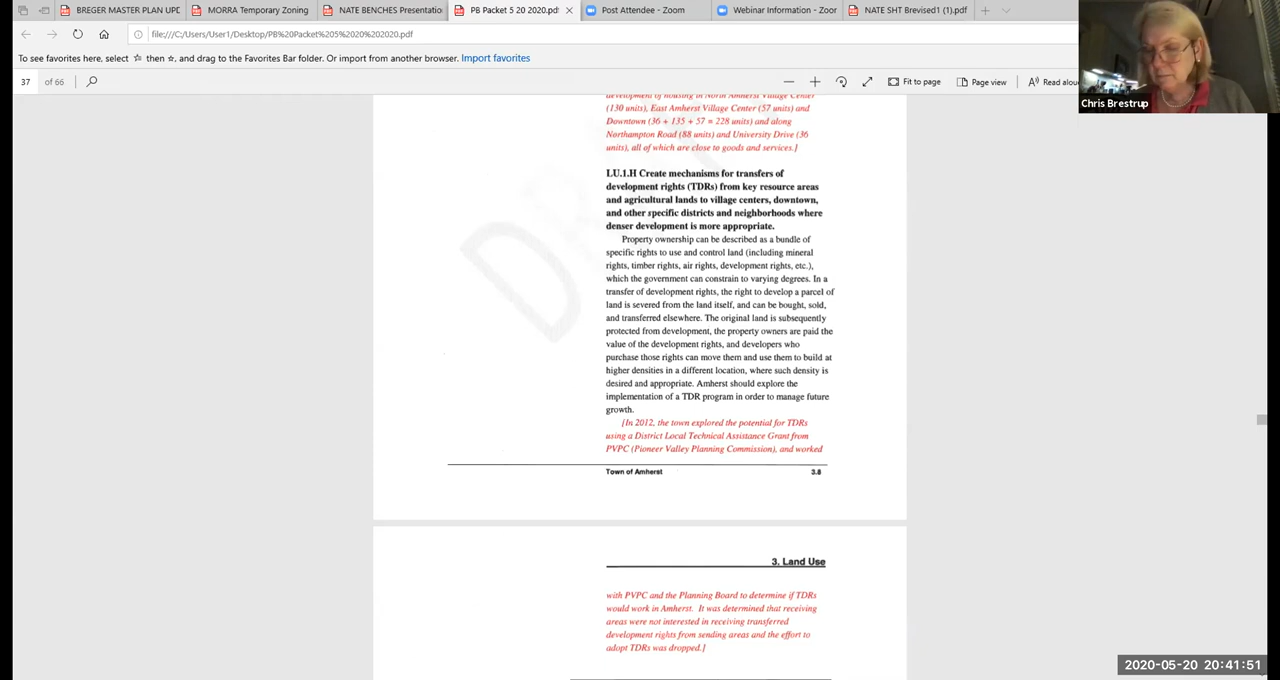 BREGER MASTER PLAN UPD
MORRA Temporary Zoning
NATE BENCHES Presentatio
PB Packet 5 20 2020.pdf
Post Attendee - Zoom
Webinar Information - Zoor
NATE SHT Brevised1 (1).pdf
file:///C:/Users/User1/Desktop/PB%20Packet%205%2020%202020.pdf
To see favorites here, select ☆ then ☆, and drag to the Favorites Bar folder. Or import from another browser. Import favorites
37 of 66
Fit to page
Page view
Read alou
Chris Brestrup
development of housing in North Amherst Village Center
(130 units), East Amherst Village Center (57 units) and
Downtown (36 + 135 + 57 = 228 units) and along
Northampton Road (88 units) and University Drive (36
units), all of which are close to goods and services.]
LU.1.H Create mechanisms for transfers of
development rights (TDRs) from key resource areas
and agricultural lands to village centers, downtown,
and other specific districts and neighborhoods where
denser development is more appropriate.
Property ownership can be described as a bundle of
specific rights to use and control land (including mineral
rights, timber rights, air rights, development rights, etc.),
which the government can constrain to varying degrees. In a
transfer of development rights, the right to develop a parcel of
land is severed from the land itself, and can be bought, sold,
and transferred elsewhere. The original land is subsequently
protected from development, the property owners are paid the
value of the development rights, and developers who
purchase those rights can move them and use them to build at
higher densities in a different location, where such density is
desired and appropriate. Amherst should explore the
implementation of a TDR program in order to manage future
growth.
[In 2012, the town explored the potential for TDRs
using a District Local Technical Assistance Grant from
PVPC (Pioneer Valley Planning Commission), and worked
Town of Amherst 3.8
3. Land Use
with PVPC and the Planning Board to determine if TDRs
would work in Amherst. It was determined that receiving
areas were not interested in receiving transferred
development rights from sending areas and the effort to
adopt TDRs was dropped.]
2020-05-20 20:41:51